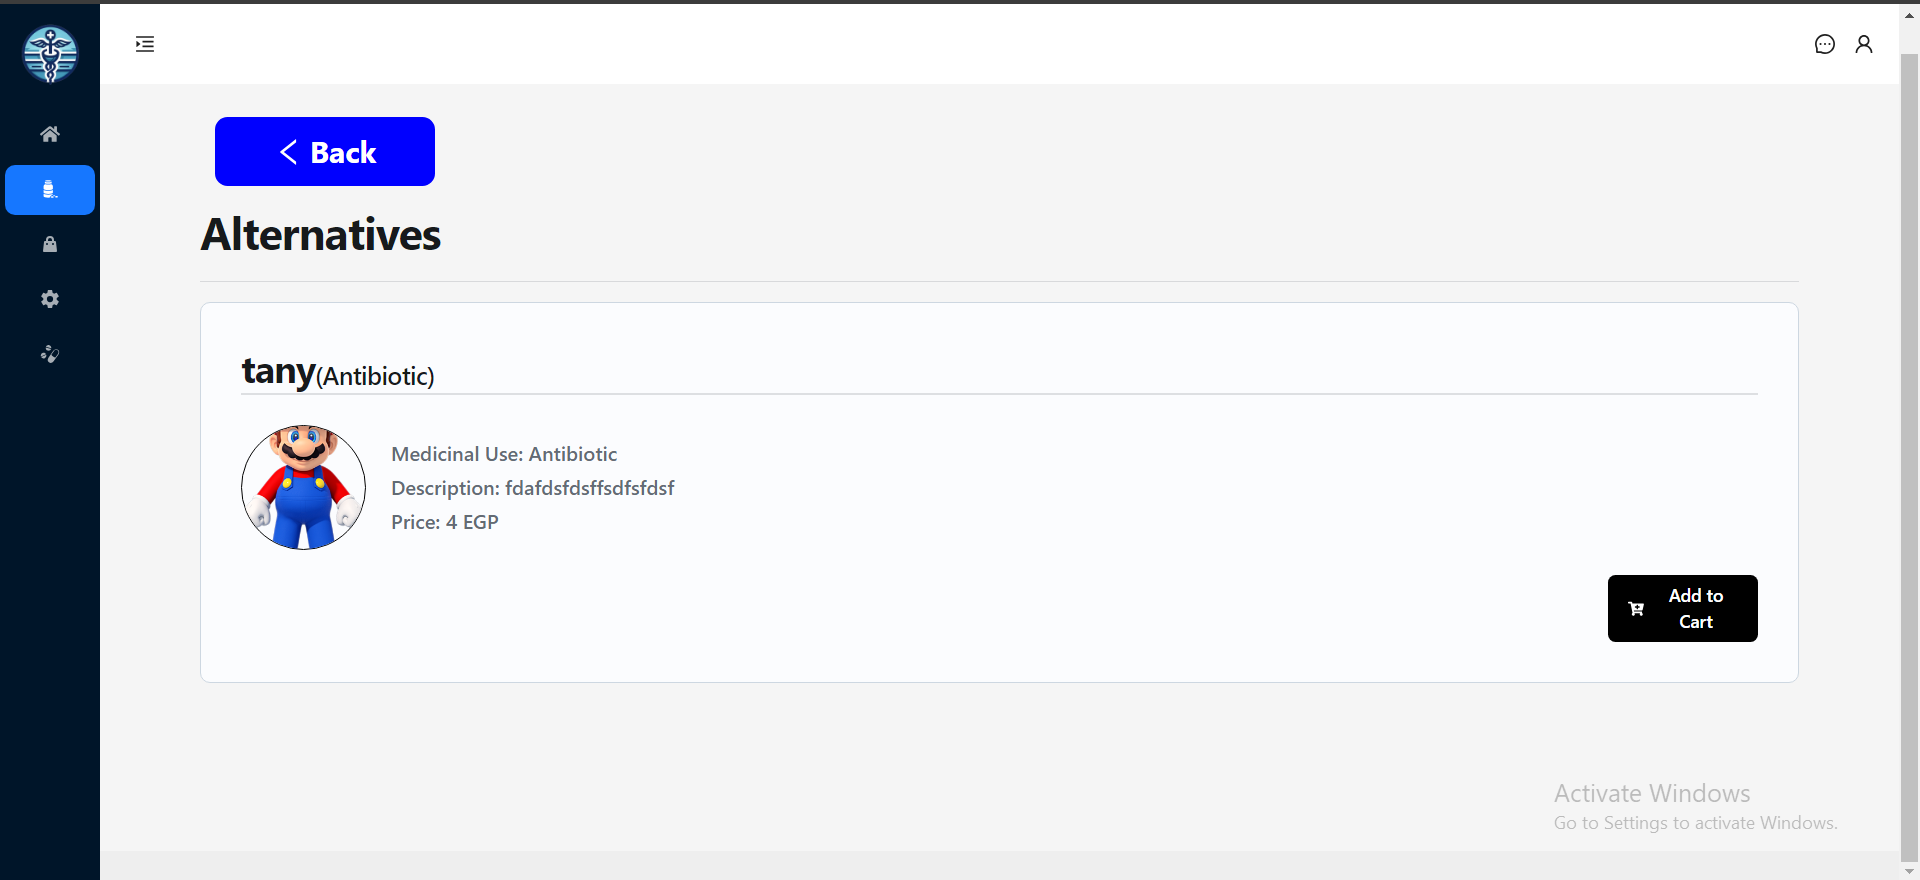 Back
Alternatives
tany(Antibiotic)
Medicinal Use: Antibiotic
Description: fdafdsfdsffsdfsfdsf
Price: 4 EGP
Add to
Cart
Activate Windows
Go to Settings to activate Windows.